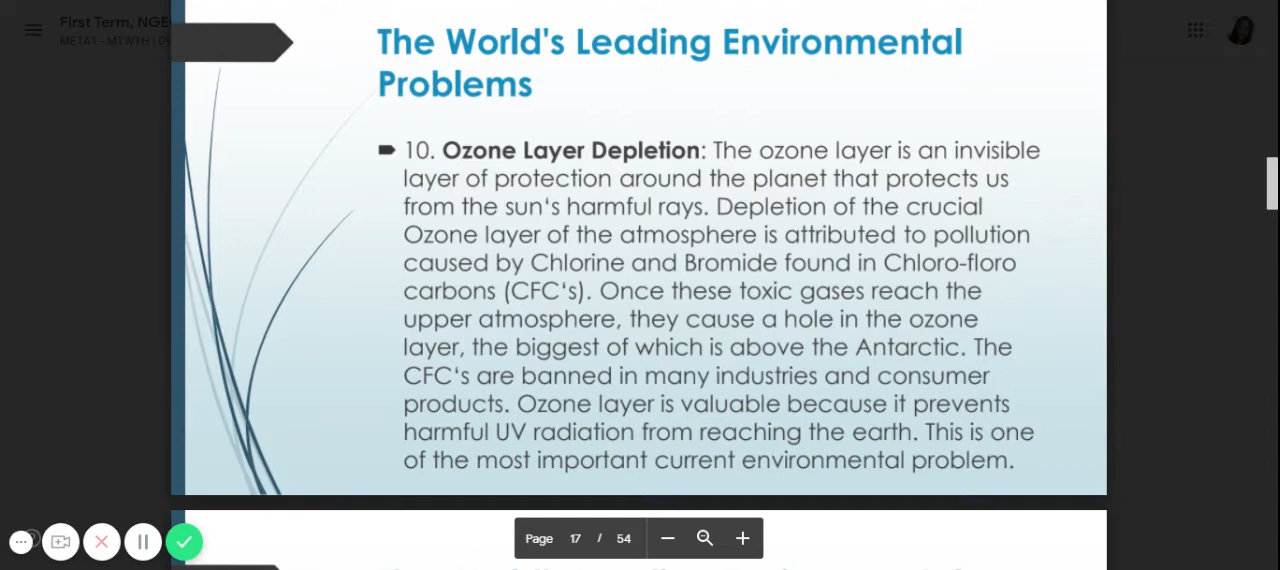 First Term, NGE
The World's Leading Environmental
Problems
10. Ozone Layer Depletion: The ozone layer is an invisible
layer of protection around the planet that protects us
from the sun‘s harmful rays. Depletion of the crucial
Ozone layer of the atmosphere is attributed to pollution
caused by Chlorine and Bromide found in Chloro-floro
carbons (CFC‘s). Once these toxic gases reach the
upper atmosphere, they cause a hole in the ozone
layer, the biggest of which is above the Antarctic. The
CFC‘s are banned in many industries and consumer
products. Ozone layer is valuable because it prevents
harmful UV radiation from reaching the earth. This is one
of the most important current environmental problem.
Page 17 / 54